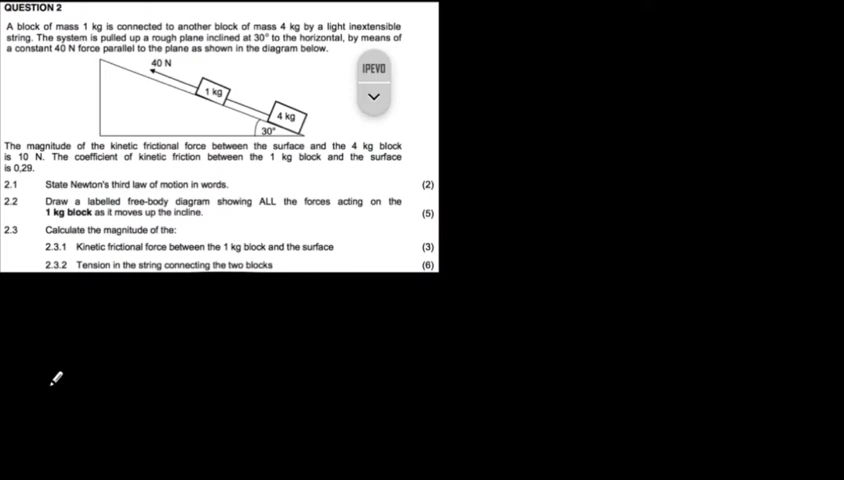 QUESTION 2
A block of mass 1 kg is connected to another block of mass 4 kg by a light inextensible
string. The system is pulled up a rough plane inclined at 30° to the horizontal, by means of
a constant 40 N force parallel to the plane as shown in the diagram below.
40 N
IPEVO
1 kg
4 kg
30°
The magnitude of the kinetic frictional force between the surface and the 4 kg block
is 10 N. The coefficient of kinetic friction between the 1 kg block and the surface
is 0,29.
2.1 State Newton's third law of motion in words. (2)
2.2 Draw a labelled free-body diagram showing ALL the forces acting on the
1 kg block as it moves up the incline. (5)
2.3 Calculate the magnitude of the:
2.3.1 Kinetic frictional force between the 1 kg block and the surface (3)
2.3.2 Tension in the string connecting the two blocks (6)